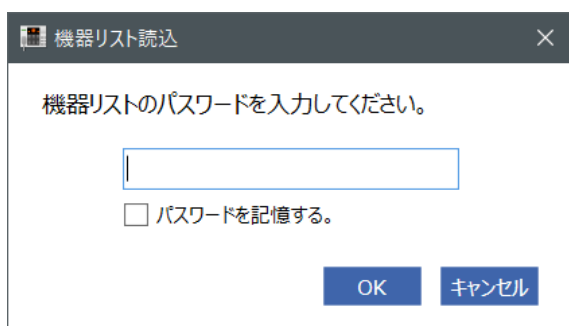 機器リスト読込
機器リストのパスワードを入力してください。
パスワードを記憶する。
OK キャンセル